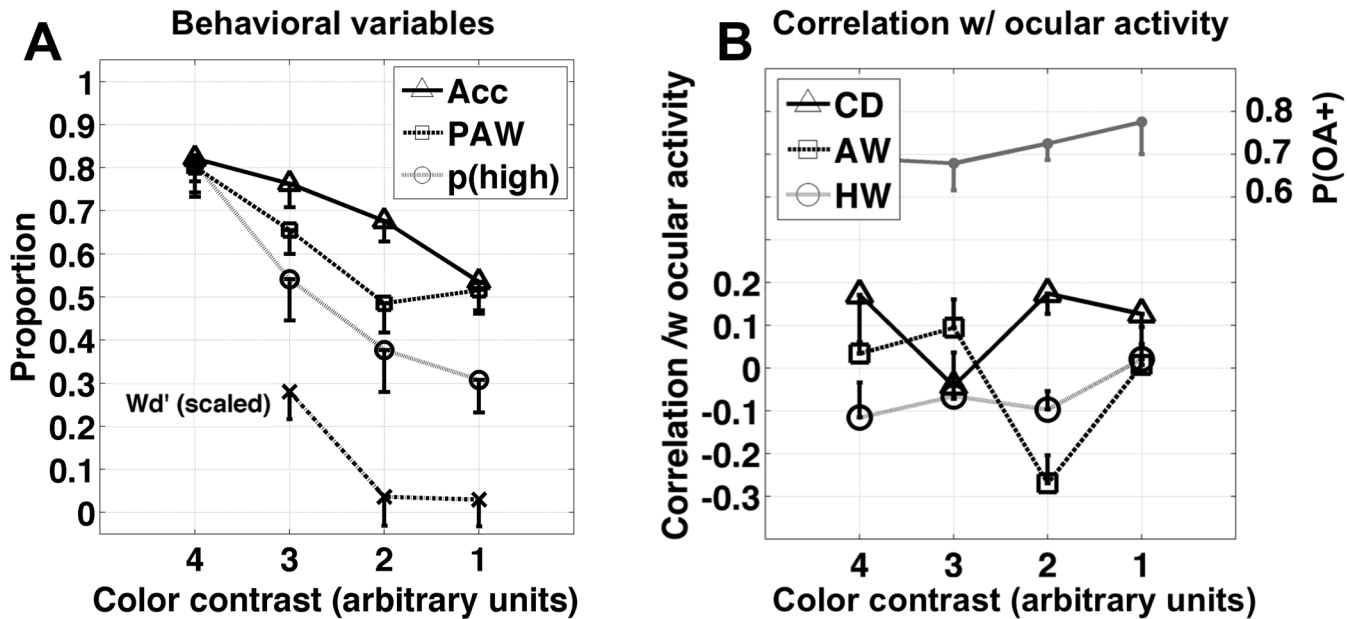 A
Behavioral variables
Proportion
1
0.9
0.8
0.7
0.6
0.5
0.4
0.3
0.2
0.1
0
Acc
PAW
p(high)
Wd' (scaled)
4 3 2 1
Color contrast (arbitrary units)
B
Correlation w/ ocular activity
Correlation /w ocular activity
0.2
0.1
0
-0.1
-0.2
-0.3
CD
AW
HW
0.8
0.7
0.6
P(OA+)
4 3 2 1
Color contrast (arbitrary units)